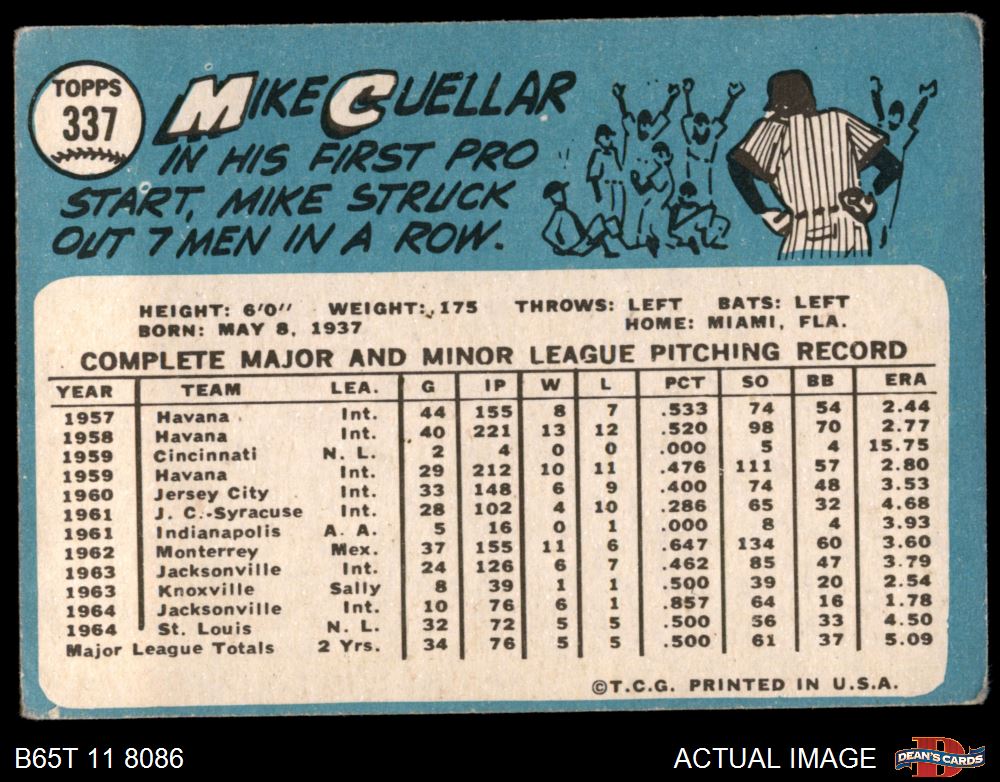 TOPPS
337
MIKE CUELLAR
IN HIS FIRST PRO
START, MIKE STRUCK
OUT 7 MEN IN A ROW.
HEIGHT: 6'0" WEIGHT: 175 THROWS: LEFT BATS: LEFT
BORN: MAY 8, 1937 HOME: MIAMI, FLA.
COMPLETE MAJOR AND MINOR LEAGUE PITCHING RECORD
YEAR TEAM LEA. G IP W L PCT SO BB ERA
1957 Havana Int. 44 155 8 7 .533 74 54 2.44
1958 Havana Int. 40 221 13 12 .520 98 70 2.77
1959 Cincinnati N. L. 2 4 0 0 .000 5 4 15.75
1959 Havana Int. 29 212 10 11 .476 111 57 2.80
1960 Jersey City Int. 33 148 6 9 .400 74 48 3.53
1961 J. C.-Syracuse Int. 28 102 4 10 .286 65 32 4.68
1961 Indianapolis A. A. 5 16 0 1 .000 8 4 3.93
1962 Monterrey Mex. 37 155 11 6 .647 134 60 3.60
1963 Jacksonville Int. 24 126 6 7 .462 85 47 3.79
1963 Knoxville Sally 8 39 1 1 .500 39 20 2.54
1964 Jacksonville Int. 10 76 6 1 .857 64 16 1.78
1964 St. Louis N. L. 32 72 5 5 .500 56 33 4.50
Major League Totals 2 Yrs. 34 76 5 5 .500 61 37 5.09
©T.C.G. PRINTED IN U.S.A.
B65T 11 8086 ACTUAL IMAGE
D
DEAN'S CARDS